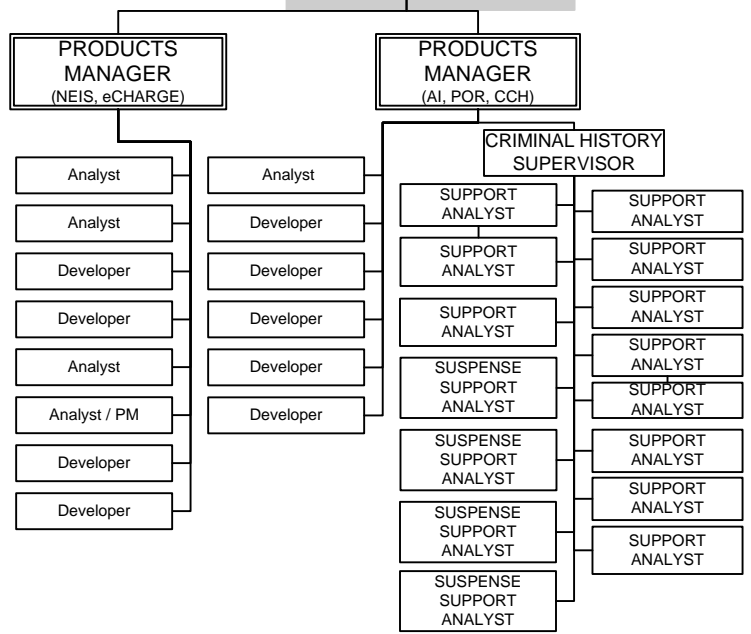 PRODUCTS
MANAGER
(NEIS, eCHARGE)
PRODUCTS
MANAGER
(AI, POR, CCH)
Analyst
Analyst
Developer
Developer
Analyst
Analyst / PM
Developer
Developer
Analyst
Developer
Developer
Developer
Developer
Developer
CRIMINAL HISTORY
SUPERVISOR
SUPPORT
ANALYST
SUPPORT
ANALYST
SUPPORT
ANALYST
SUSPENSE
SUPPORT
ANALYST
SUSPENSE
SUPPORT
ANALYST
SUSPENSE
SUPPORT
ANALYST
SUSPENSE
SUPPORT
ANALYST
SUPPORT
ANALYST
SUPPORT
ANALYST
SUPPORT
ANALYST
SUPPORT
ANALYST
SUPPORT
ANALYST
SUPPORT
ANALYST
SUPPORT
ANALYST
SUPPORT
ANALYST